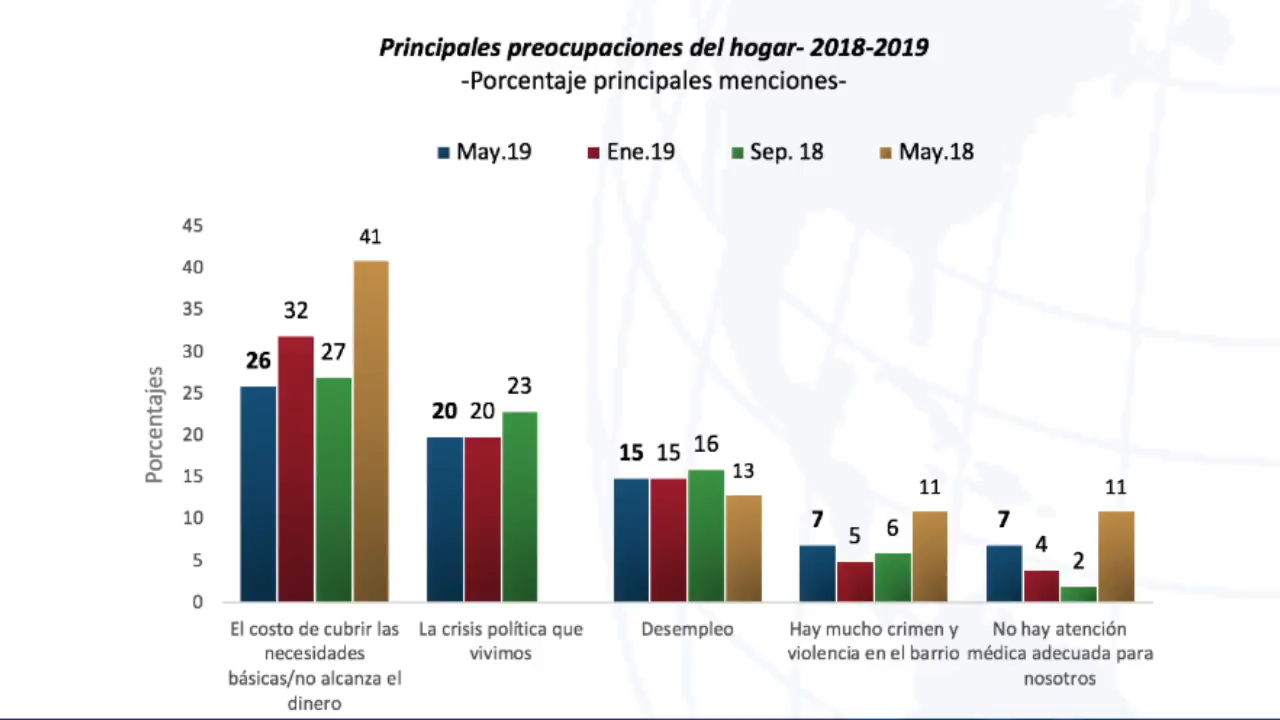 Principales preocupaciones del hogar- 2018-2019
-Porcentaje principales menciones-
May.19 Ene.19 Sep. 18 May.18
Porcentajes
45
40
35
30
25
20
15
10
5
0
26 32 27 41
20 20 23
15 15 16 13
7 5 6 11
7 4 2 11
El costo de cubrir las
necesidades
básicas/no alcanza el
dinero
La crisis política que
vivimos
Desempleo
Hay mucho crimen y
violencia en el barrio
No hay atención
médica adecuada para
nosotros